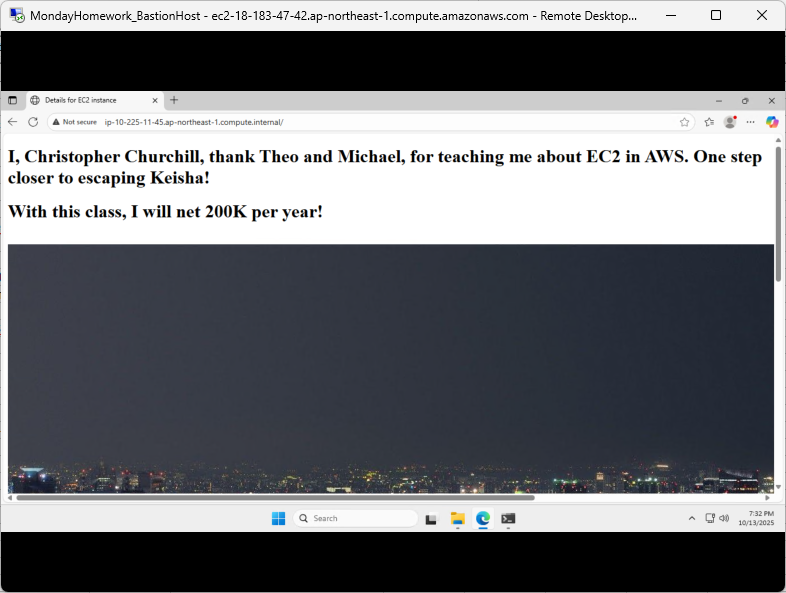 MondayHomework_BastionHost - ec2-18-183-47-42.ap-northeast-1.compute.amazonaws.com - Remote Desktop...
Details for EC2 instance
Not secure ip-10-225-11-45.ap-northeast-1.compute.internal/
I, Christopher Churchill, thank Theo and Michael, for teaching me about EC2 in AWS. One step
closer to escaping Keisha!
With this class, I will net 200K per year!
Search
7:32 PM
10/13/2025